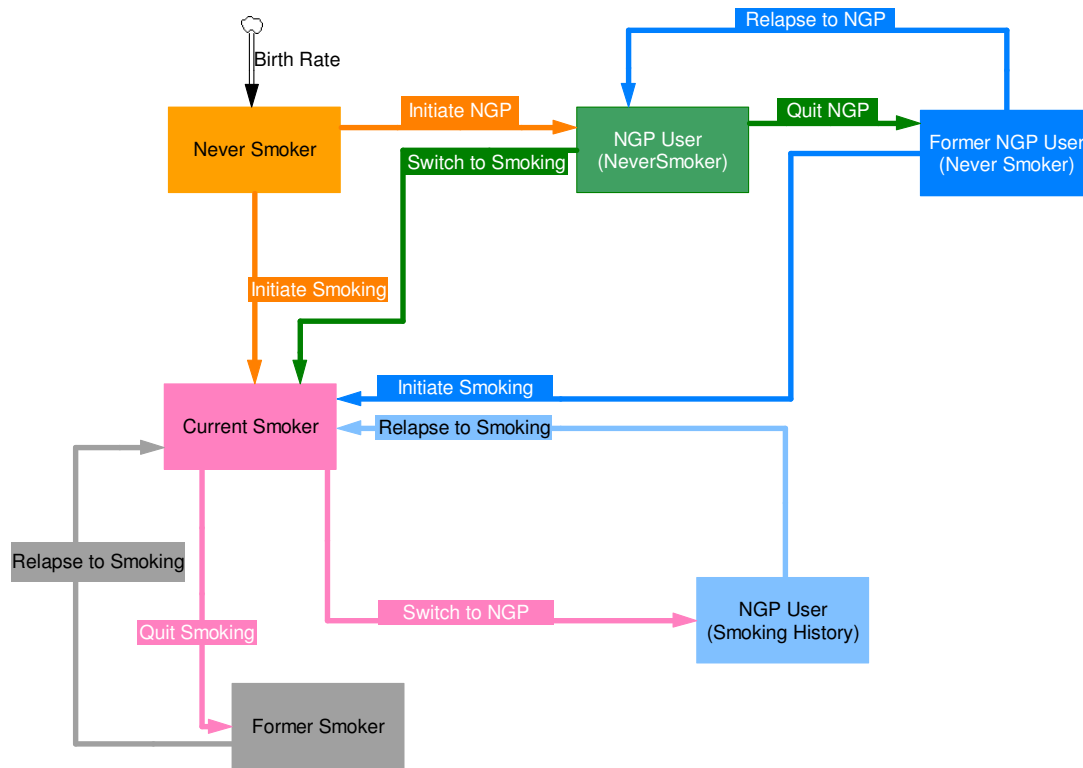 Relapse to NGP
Birth Rate
Initiate NGP
Quit NGP
Never Smoker
NGP User
(NeverSmoker)
Former NGP User
(Never Smoker)
Switch to Smoking
Initiate Smoking
Initiate Smoking
Current Smoker
Relapse to Smoking
Relapse to Smoking
Switch to NGP
NGP User
(Smoking History)
Quit Smoking
Former Smoker